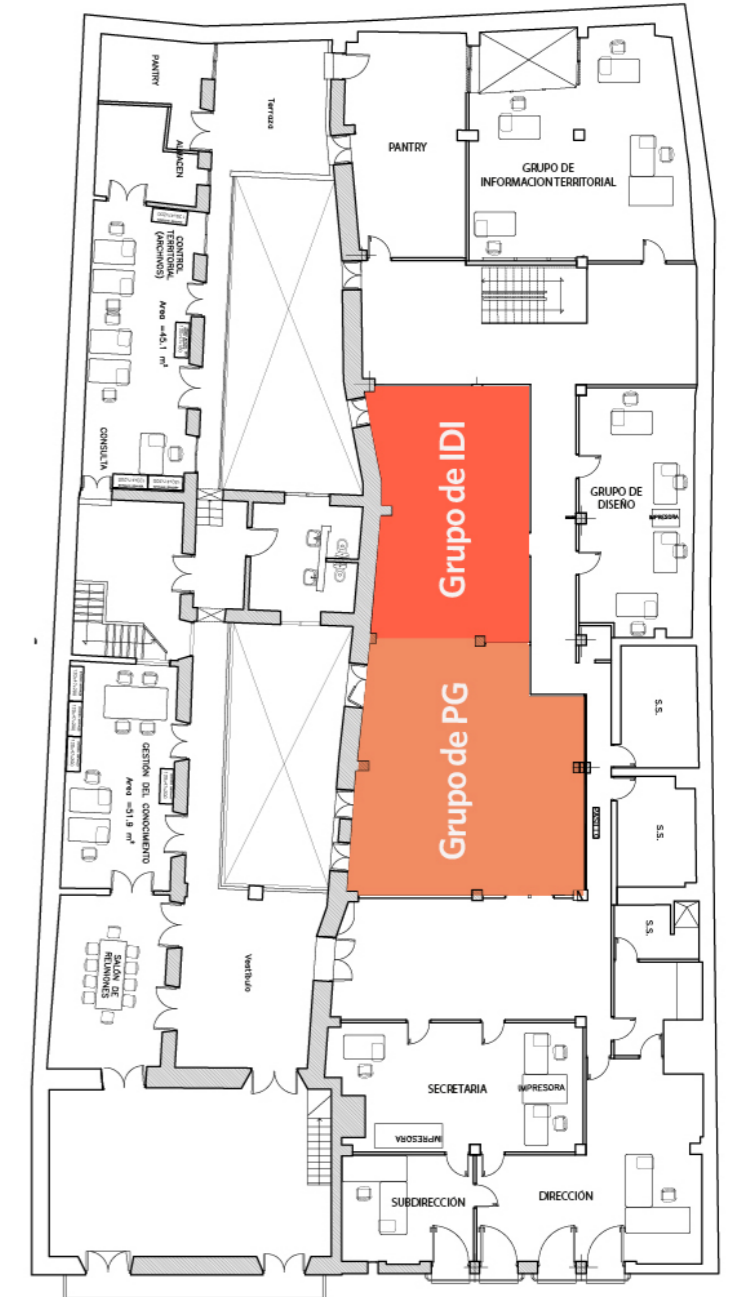 PANTRY
Terraza
ALMACEN
PANTRY
GRUPO DE
INFORMACION TERRITORIAL
CONTROL
TERRITORIAL
(ARCHIVOS)
Area =45.1 m²
CONSULTA
Grupo de IDI
GRUPO DE
DISEÑO
IMPRESORA
Grupo de PG
S.S.
S.S.
S.S.
GESTIÓN DEL CONOCIMIENTO
Area =51.9 m²
SALÓN DE
REUNIONES
Vestíbulo
SECRETARIA
IMPRESORA
IMPRESORA
SUBDIRECCIÓN
DIRECCIÓN